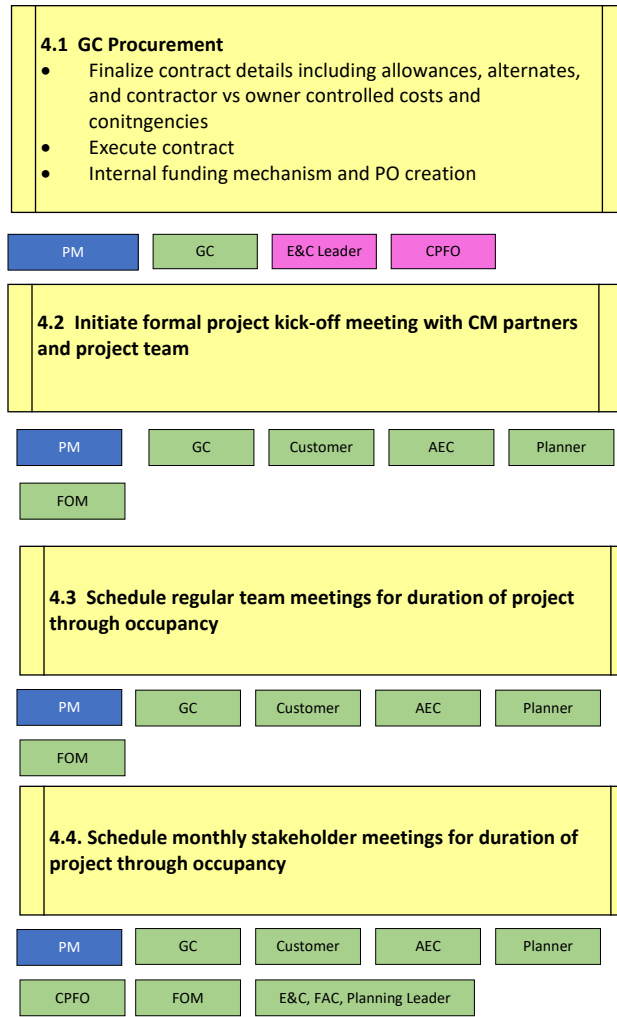 4.1 GC Procurement
• Finalize contract details including allowances, alternates,
and contractor vs owner controlled costs and
conitngencies
• Execute contract
• Internal funding mechanism and PO creation
PM GC E&C Leader CPFO
4.2 Initiate formal project kick-off meeting with CM partners
and project team
PM GC Customer AEC Planner
FOM
4.3 Schedule regular team meetings for duration of project
through occupancy
PM GC Customer AEC Planner
FOM
4.4. Schedule monthly stakeholder meetings for duration of
project through occupancy
PM GC Customer AEC Planner
CPFO FOM E&C, FAC, Planning Leader